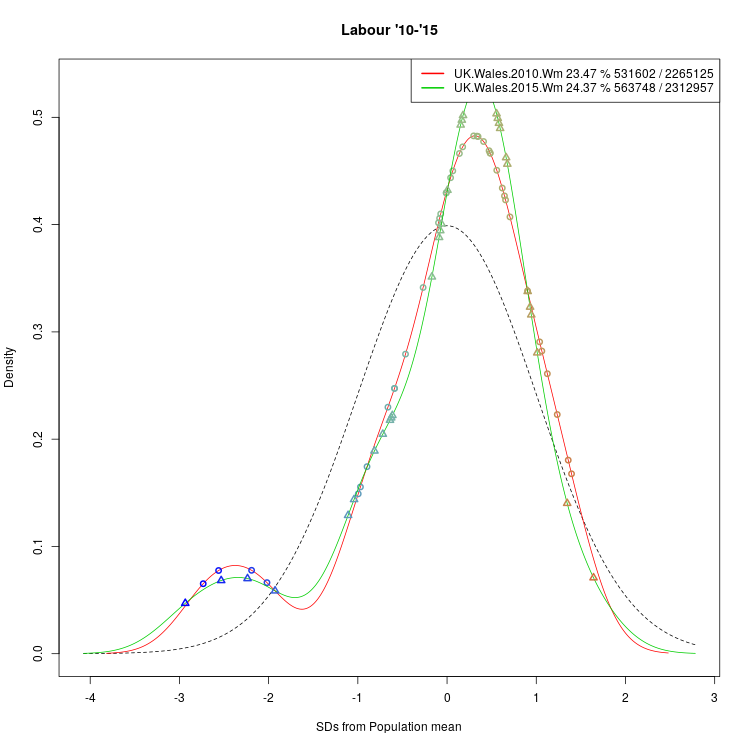 Labour '10-'15
UK.Wales.2010.Wm 23.47 % 531602 / 2265125
UK.Wales.2015.Wm 24.37 % 563748 / 2312957
Density
0.5
0.4
0.3
0.2
0.1
0.0
-4 -3 -2 -1 0 1 2 3
SDs from Population mean